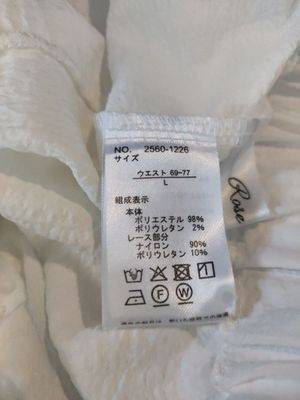 NO. 2560-1226
サイズ
ウエスト 69-77
L
組成表示
本体
ポリエステル 98%
ポリウレタン 2%
レース部分
ナイロン 90%
ポリウレタン 10%
F W
Rose